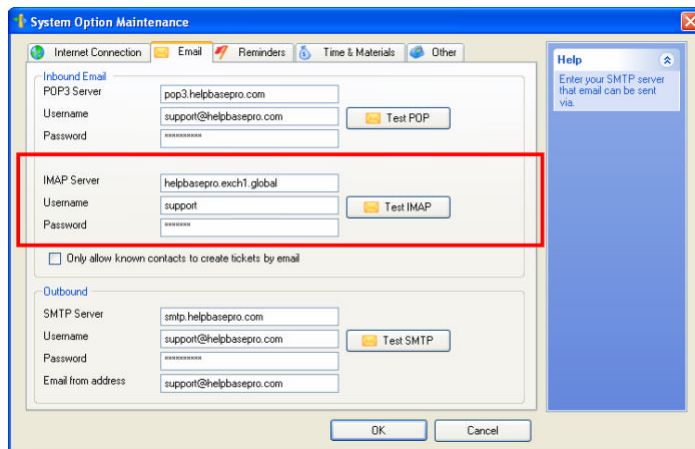 System Option Maintenance
Internet Connection
Email
Reminders
Time & Materials
Other
Inbound Email
POP3 Server
pop3.helpbasepro.com
Username
support@helpbasepro.com
Test POP
Password
**********
IMAP Server
helpbasepro.exch1.global
Username
support
Test IMAP
Password
*******
Only allow known contacts to create tickets by email
Outbound
SMTP Server
smtp.helpbasepro.com
Username
support@helpbasepro.com
Test SMTP
Password
**********
Email from address
support@helpbasepro.com
OK
Cancel
Help
Enter your SMTP server
that email can be sent
via.